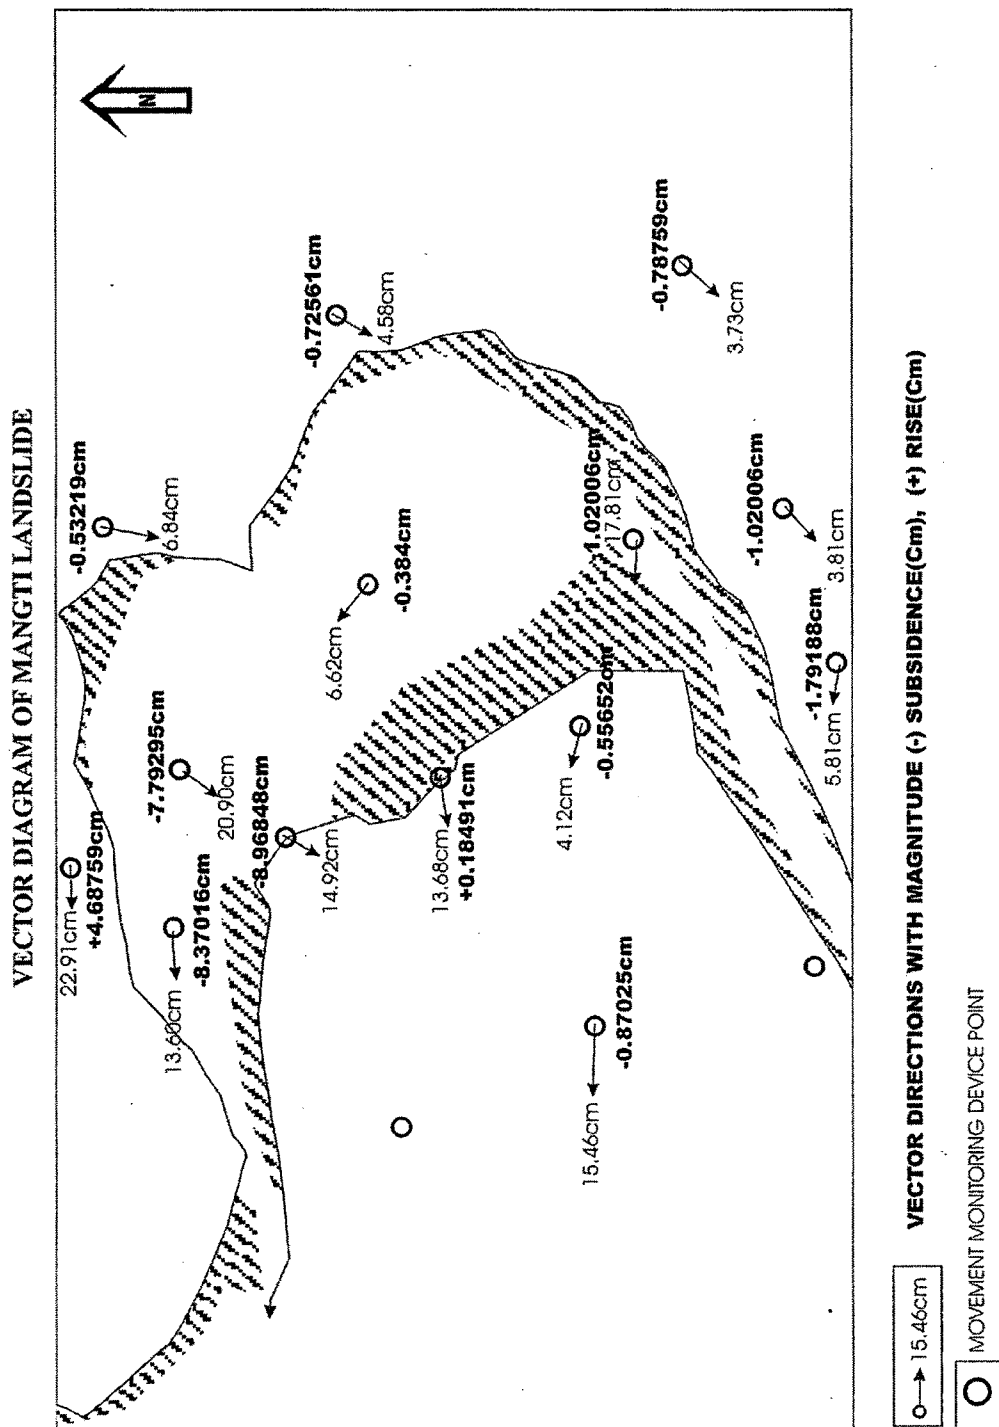 VECTOR DIAGRAM OF MANGTI LANDSLIDE
N
22.91cm
+4.68759cm
-0.53219cm
6.84cm
-7.79295cm
20.90cm
-8.37016cm
13.60cm
-8.96848cm
14.92cm
-0.72561cm
4.58cm
6.62cm
-0.384cm
13.68cm
+0.18491cm
-1.02006cm
17.81cm
4.12cm
-0.55652cm
15.46cm
-0.87025cm
-0.78759cm
3.73cm
-1.02006cm
3.81cm
-1.79188cm
5.81cm
15.46cm VECTOR DIRECTIONS WITH MAGNITUDE (-) SUBSIDENCE(Cm), (+) RISE(Cm)
MOVEMENT MONITORING DEVICE POINT